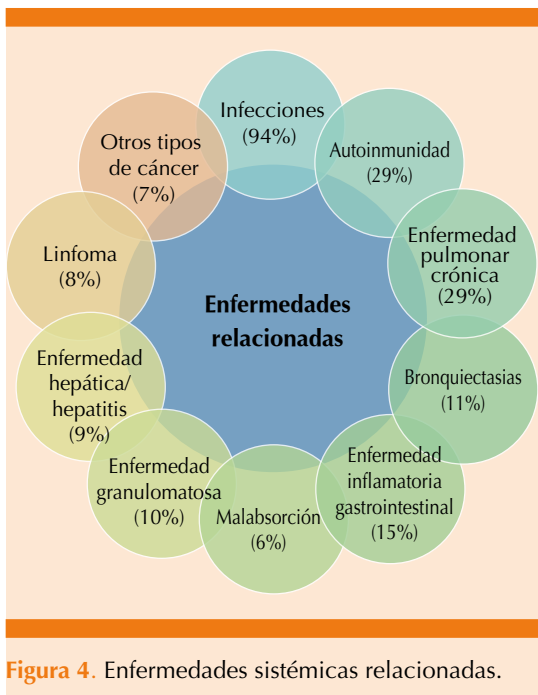 Infecciones
(94%)
Autoinmunidad
(29%)
Enfermedad
pulmonar
crónica
(29%)
Bronquiectasias
(11%)
Enfermedad
inflamatoria
gastrointestinal
(15%)
Malabsorción
(6%)
Enfermedad
granulomatosa
(10%)
Enfermedad
hepática/
hepatitis
(9%)
Linfoma
(8%)
Otros tipos
de cáncer
(7%)
Enfermedades
relacionadas
Figura 4. Enfermedades sistémicas relacionadas.